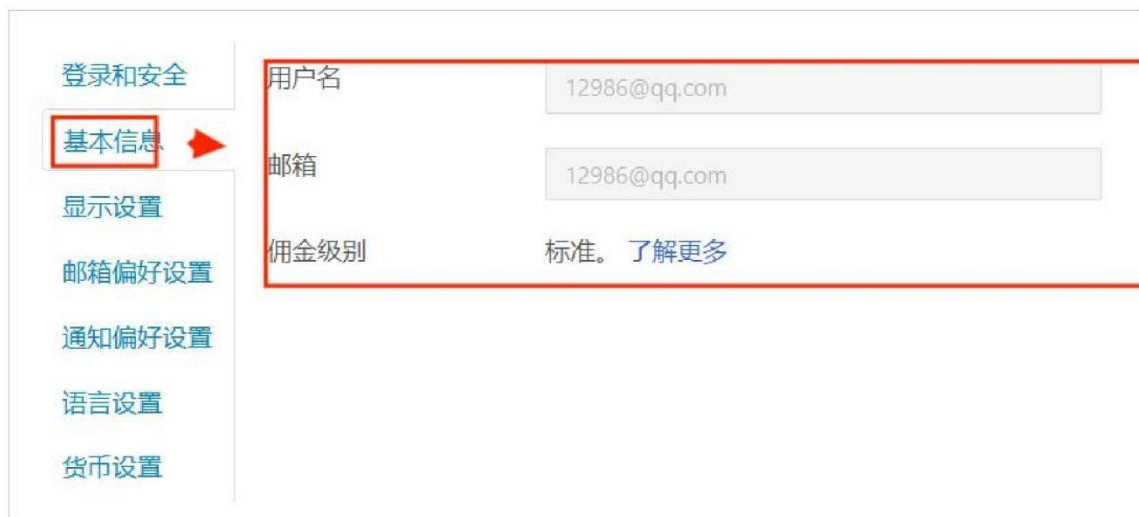 登录和安全
基本信息
显示设置
邮箱偏好设置
通知偏好设置
语言设置
货币设置
用户名 12986@qq.com
邮箱 12986@qq.com
佣金级别 标准。 了解更多